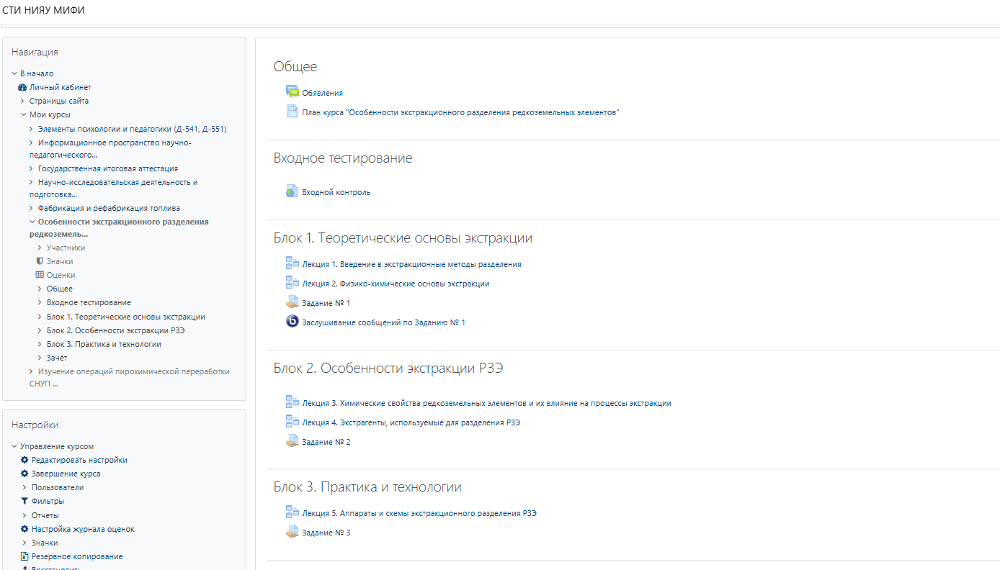 СТИ НИЯУ МИФИ
Навигация
В начало
Личный кабинет
Страницы сайта
Мои курсы
Элементы психологии и педагогики (Д-541, Д-551)
Информационное пространство научно-
педагогического...
Государственная итоговая аттестация
Научно-исследовательская деятельность и
подготовка...
Фабрикация и рефабрикация топлива
Особенности экстракционного разделения
редкоземель...
Участники
Значки
Оценки
Общее
Входное тестирование
Блок 1. Теоретические основы экстракции
Блок 2. Особенности экстракции РЗЭ
Блок 3. Практика и технологии
Зачёт
Изучение операций пирохимической переработки
СНУП ...
Настройки
Управление курсом
Редактировать настройки
Завершение курса
Пользователи
Фильтры
Отчеты
Настройка журнала оценок
Значки
Резервное копирование
Восстановить
Общее
Обявления
План курса "Особенности экстракционного разделения редкоземельных элементов"
Входное тестирование
Входной контроль
Блок 1. Теоретические основы экстракции
Лекция 1. Введение в экстракционные методы разделения
Лекция 2. Физико-химические основы экстракции
Задание № 1
Заслушивание сообщений по Заданию № 1
Блок 2. Особенности экстракции РЗЭ
Лекция 3. Химические свойства редкоземельных элементов и их влияние на процессы экстракции
Лекция 4. Экстрагенты, используемые для разделения РЗЭ
Задание № 2
Блок 3. Практика и технологии
Лекция 5. Аппараты и схемы экстракционного разделения РЗЭ
Задание № 3